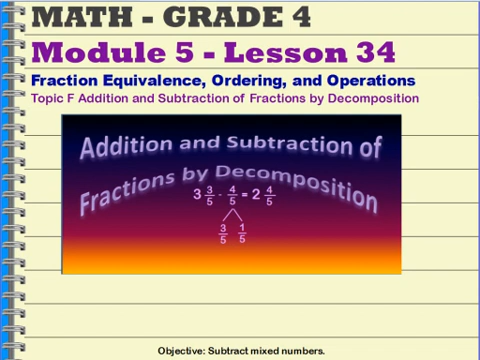 MATH - GRADE 4
Module 5 - Lesson 34
Fraction Equivalence, Ordering, and Operations
Topic F Addition and Subtraction of Fractions by Decomposition
Addition and Subtraction of
Fractions by Decomposition
3 3/5 - 4/5 = 2 4/5
3/5 1/5
Objective: Subtract mixed numbers.